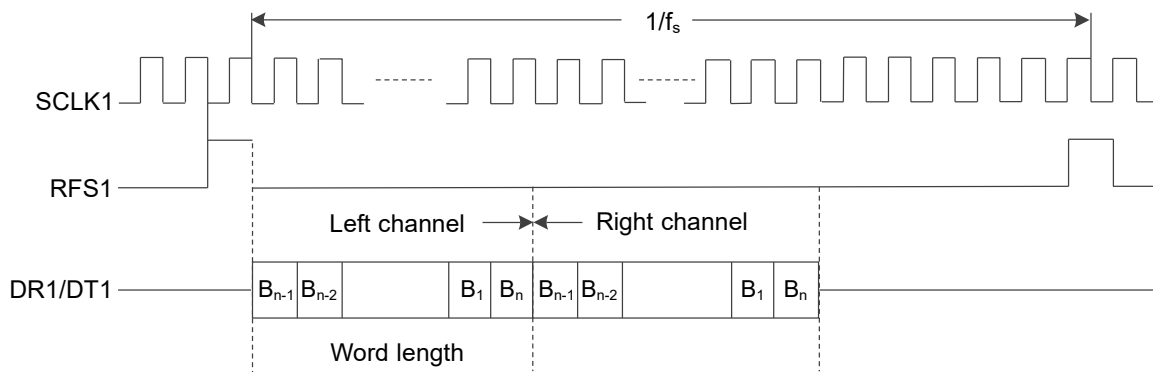 1/fₛ
SCLK1
RFS1
Left channel Right channel
DR1/DT1 Bₙ₋₁ Bₙ₋₂ B₁ Bₙ Bₙ₋₁ Bₙ₋₂ B₁ Bₙ
Word length